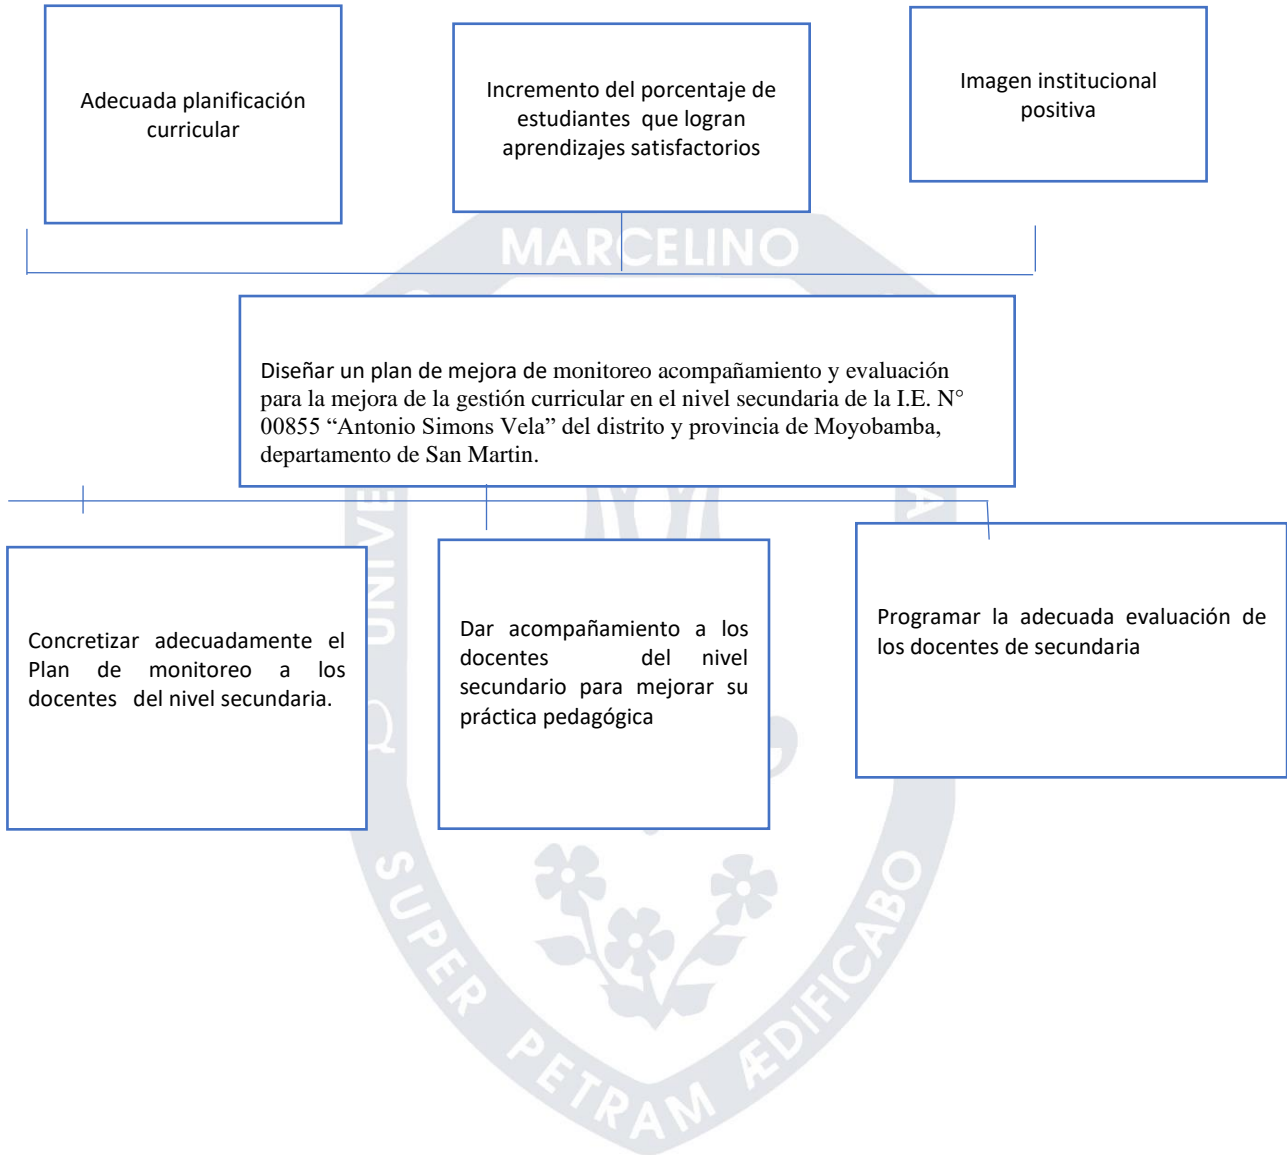 Adecuada planificación
curricular
Incremento del porcentaje de
estudiantes que logran
aprendizajes satisfactorios
Imagen institucional
positiva
MARCELINO
Diseñar un plan de mejora de monitoreo acompañamiento y evaluación
para la mejora de la gestión curricular en el nivel secundaria de la I.E. N°
00855 “Antonio Simons Vela” del distrito y provincia de Moyobamba,
departamento de San Martin.
Concretizar adecuadamente el
Plan de monitoreo a los
docentes del nivel secundaria.
Dar acompañamiento a los
docentes del nivel
secundario para mejorar su
práctica pedagógica
Programar la adecuada evaluación de
los docentes de secundaria
SUPER PETRAM ÆDIFICABO